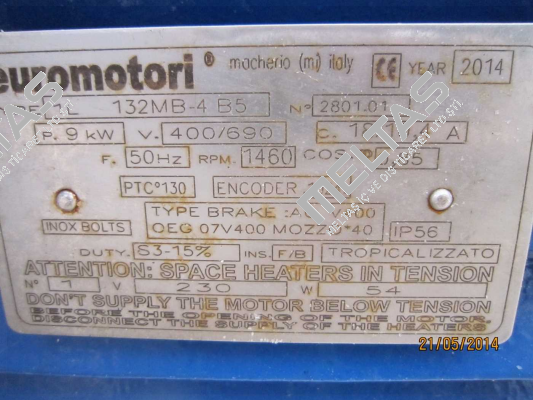 euromotori® macherio (mi) italy CE YEAR 2014
132MB-4 B5 N° 2801.01
P. 9 kW V. 400/690 C. A
F. 50Hz RPM. 1460
PTC°130 ENCODER
TYPE BRAKE
INOX BOLTS OEG 07V400 MOZZO°40 IP56
DUTY. S3-15% INS. F/B TROPICALIZZATO
ATTENTION: SPACE HEATERS IN TENSION
N° 1 V 230 W 54
DON'T SUPPLY THE MOTOR BELOW TENSION
BEFORE THE OPENING OF THE MOTOR.
DISCONNECT THE SUPPLY OF THE HEATERS
21/05/2014
MELTAS